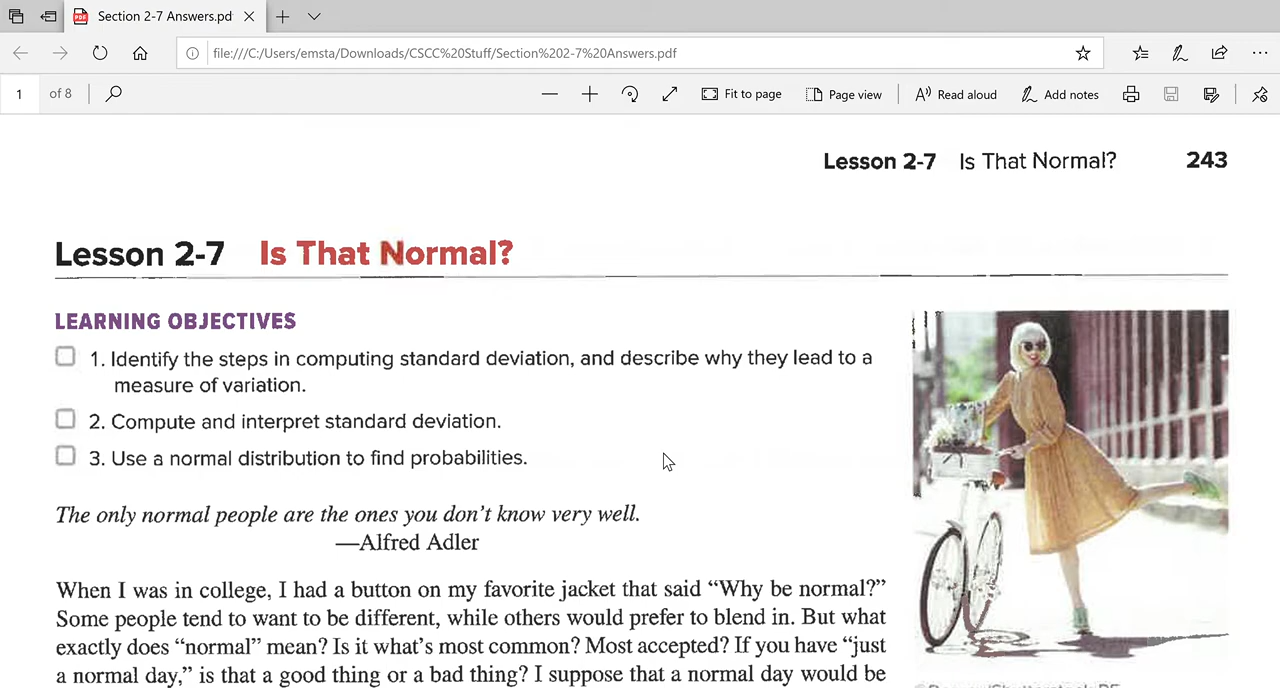 Section 2-7 Answers.pd
file:///C:/Users/emsta/Downloads/CSCC%20Stuff/Section%202-7%20Answers.pdf
1 of 8 Fit to page Page view Read aloud Add notes
Lesson 2-7 Is That Normal? 243
Lesson 2-7 Is That Normal?
LEARNING OBJECTIVES
1. Identify the steps in computing standard deviation, and describe why they lead to a
measure of variation.
2. Compute and interpret standard deviation.
3. Use a normal distribution to find probabilities.
The only normal people are the ones you don't know very well.
—Alfred Adler
When I was in college, I had a button on my favorite jacket that said “Why be normal?”
Some people tend to want to be different, while others would prefer to blend in. But what
exactly does “normal” mean? Is it what's most common? Most accepted? If you have “just
a normal day,” is that a good thing or a bad thing? I suppose that a normal day would be